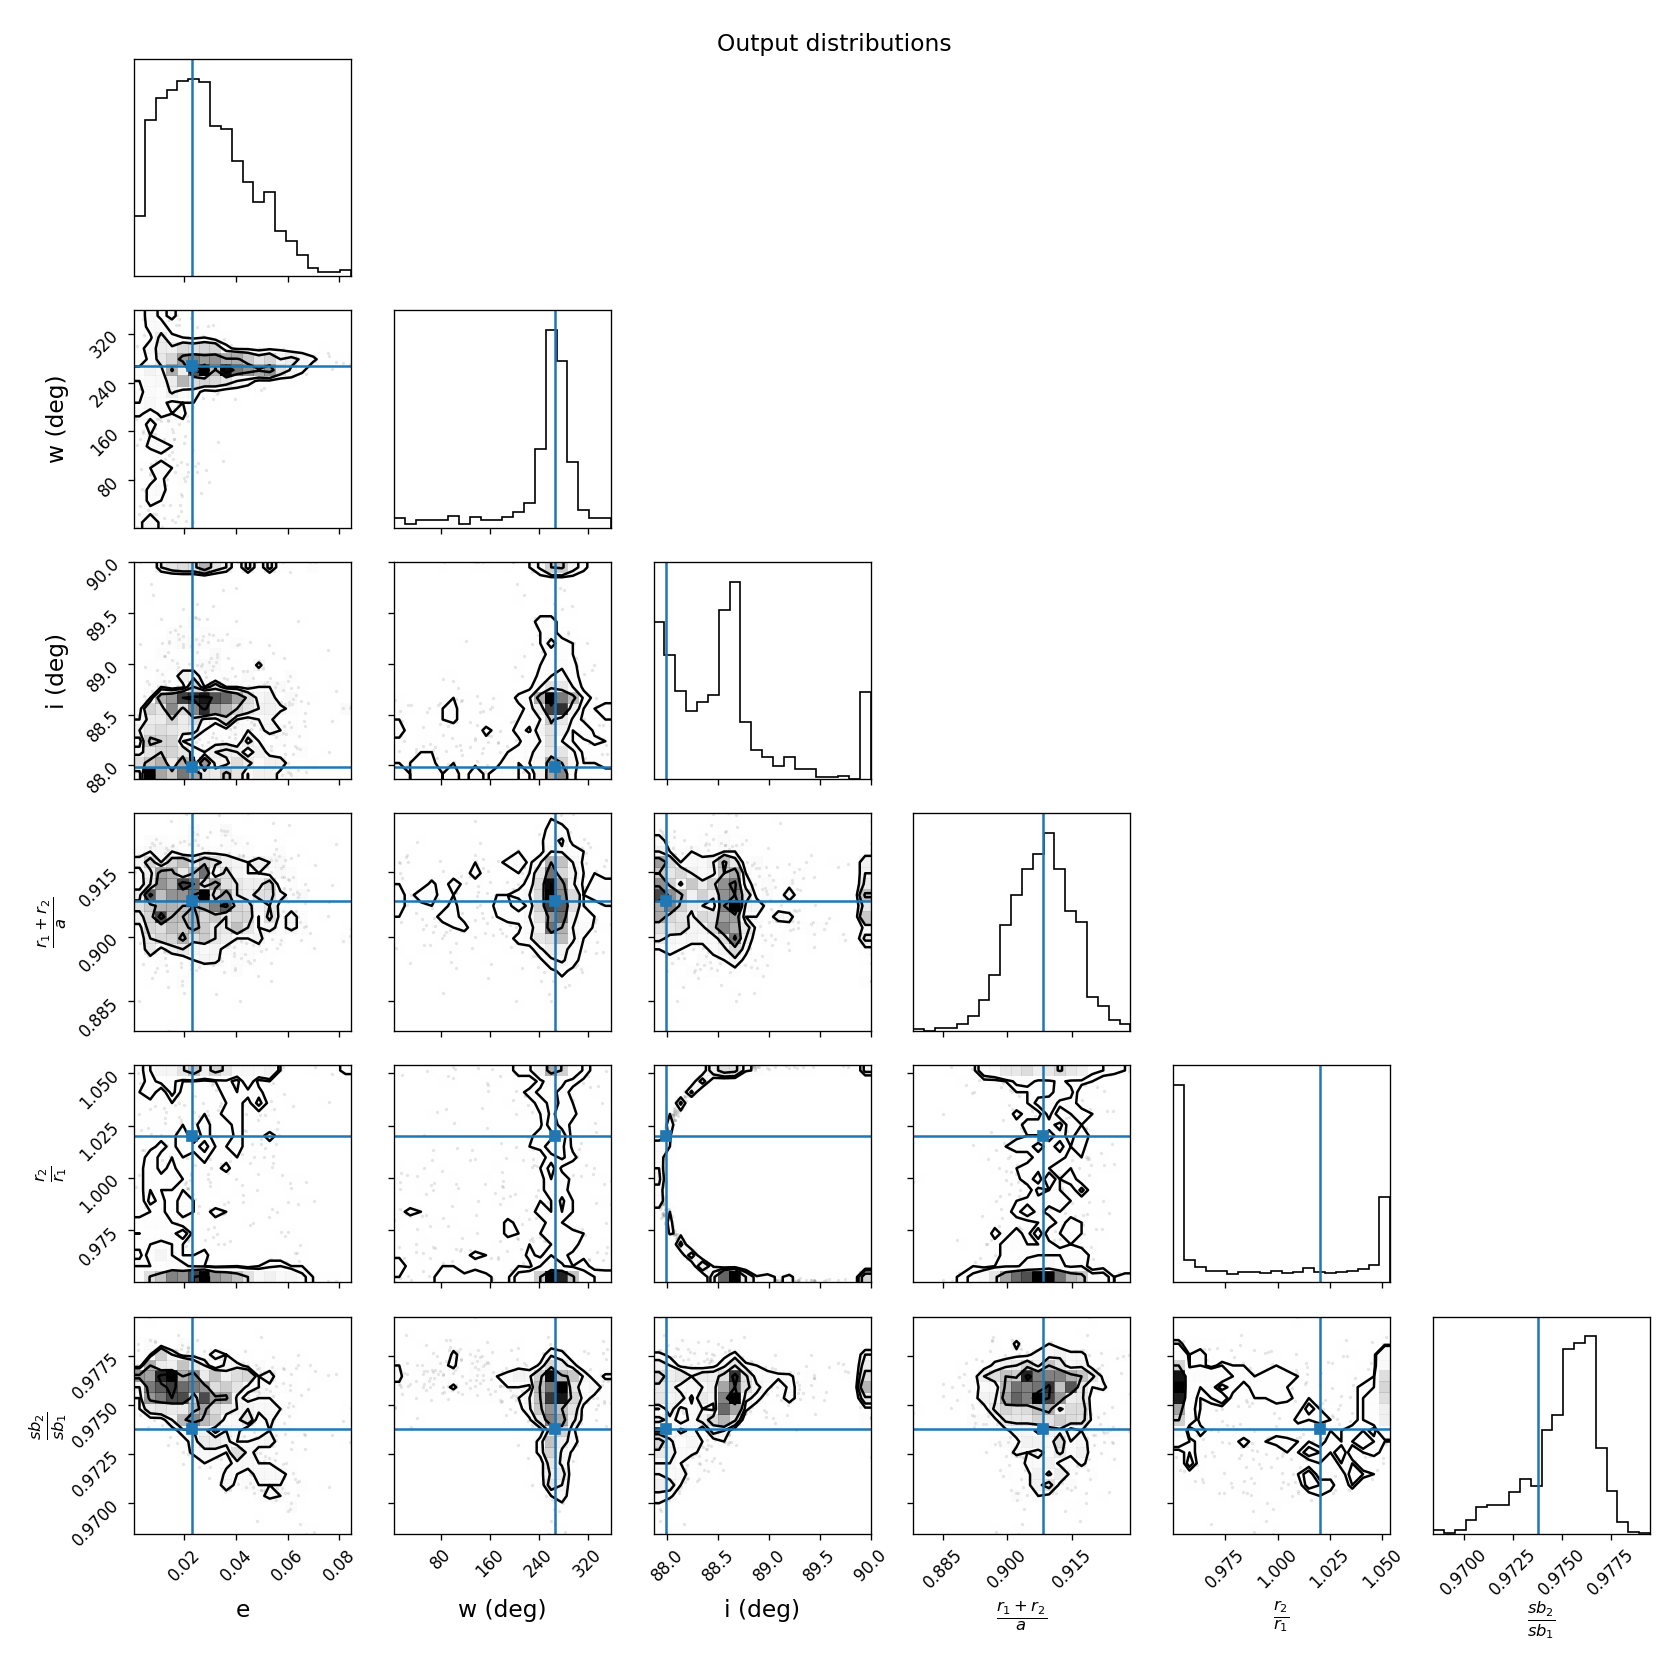 Output distributions
w (deg)
320
240
160
80
i (deg)
90.0
89.5
89.0
88.5
88.0
r₁ + r₂
a
0.915
0.900
0.885
r₂
r₁
1.050
1.025
1.000
0.975
sb₂
sb₁
0.9775
0.9750
0.9725
0.9700
0.02 0.04 0.06 0.08
80 160 240 320
88.0 88.5 89.0 89.5 90.0
0.885 0.900 0.915
0.975 1.000 1.025 1.050
0.9700 0.9725 0.9750 0.9775
e
w (deg)
i (deg)
r₁ + r₂
a
r₂
r₁
sb₂
sb₁